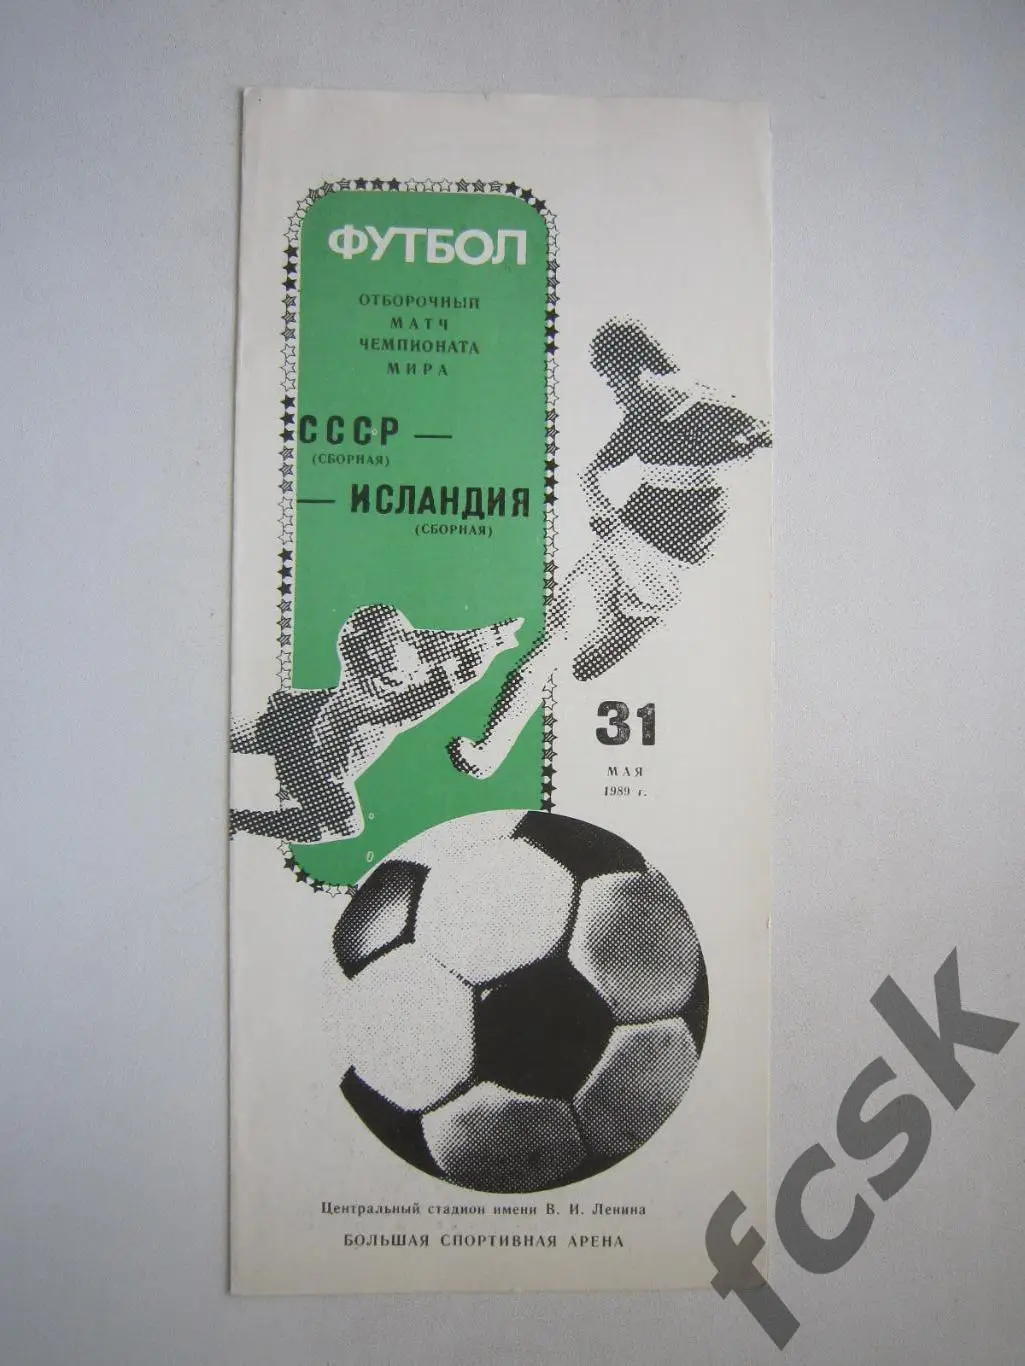 ФУТБОЛ
ОТБОРОЧНЫЙ
МАТЧ
ЧЕМПИОНАТА
МИРА
СССР —
(СБОРНАЯ)
— ИСЛАНДИЯ
(СБОРНАЯ)
31
МАЯ
1989 г.
Центральный стадион имени В. И. Ленина
БОЛЬШАЯ СПОРТИВНАЯ АРЕНА
fcsk